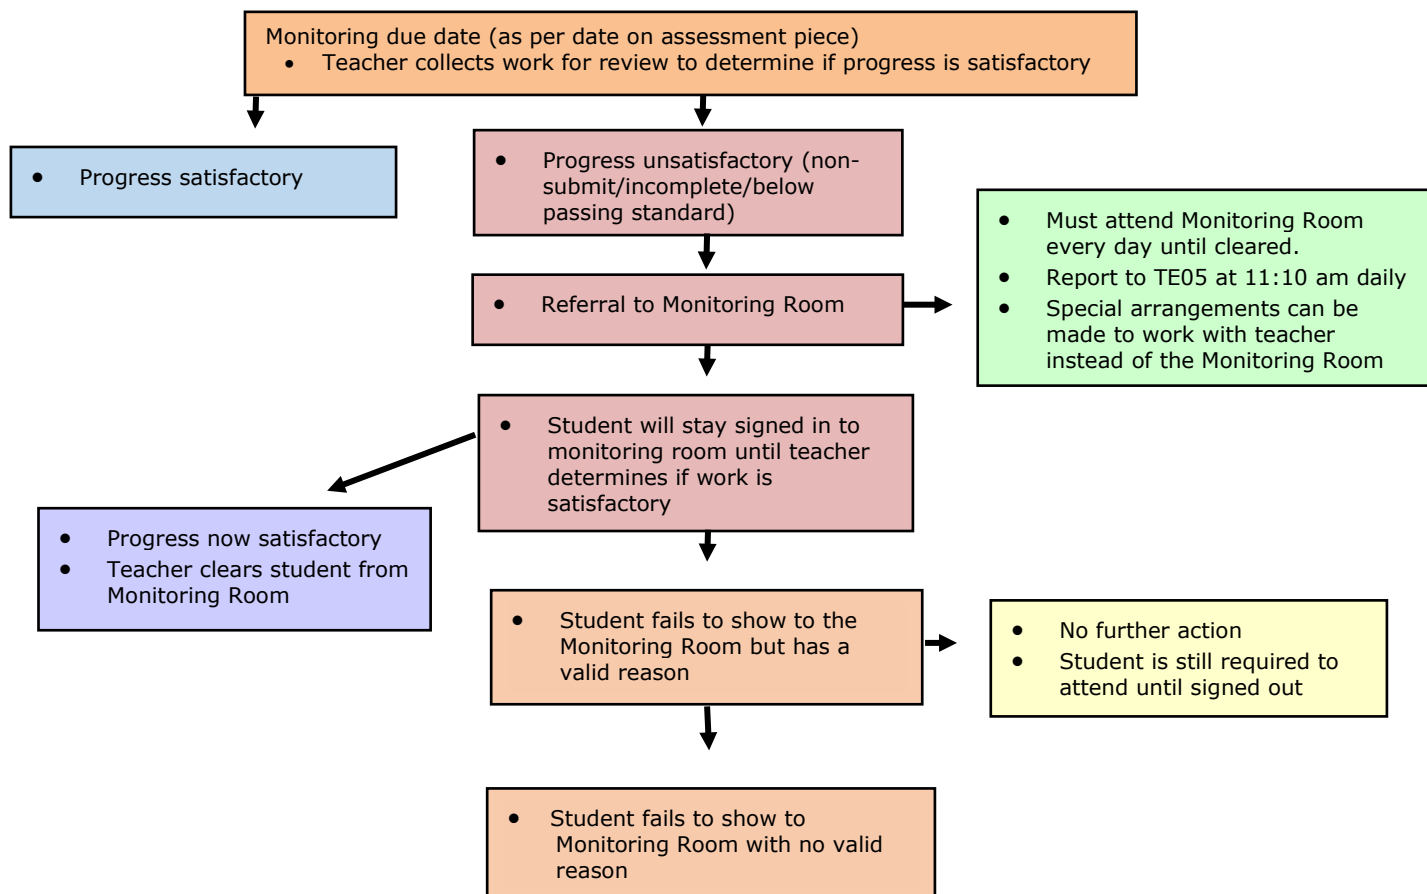 Monitoring due date (as per date on assessment piece)
• Teacher collects work for review to determine if progress is satisfactory
• Progress satisfactory
• Progress unsatisfactory (non-
submit/incomplete/below
passing standard)
• Must attend Monitoring Room
every day until cleared.
• Report to TE05 at 11:10 am daily
• Special arrangements can be
made to work with teacher
instead of the Monitoring Room
• Referral to Monitoring Room
• Student will stay signed in to
monitoring room until teacher
determines if work is
satisfactory
• Progress now satisfactory
• Teacher clears student from
Monitoring Room
• Student fails to show to the
Monitoring Room but has a
valid reason
• No further action
• Student is still required to
attend until signed out
• Student fails to show to
Monitoring Room with no valid
reason